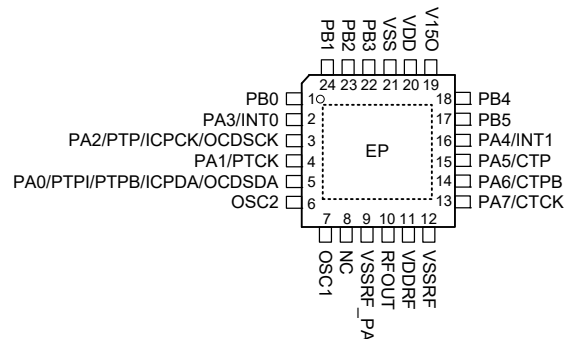 PB1 PB2 PB3 VSS VDD V15O
24 23 22 21 20 19
PB0 1 18 PB4
PA3/INT0 2 17 PB5
PA2/PTP/ICPCK/OCDSCK 3 16 PA4/INT1
EP
PA1/PTCK 4 15 PA5/CTP
PA0/PTPI/PTPB/ICPDA/OCDSDA 5 14 PA6/CTPB
OSC2 6 13 PA7/CTCK
7 8 9 10 11 12
OSC1 NC VSSRF_PA RFOUT VDDRF VSSRF